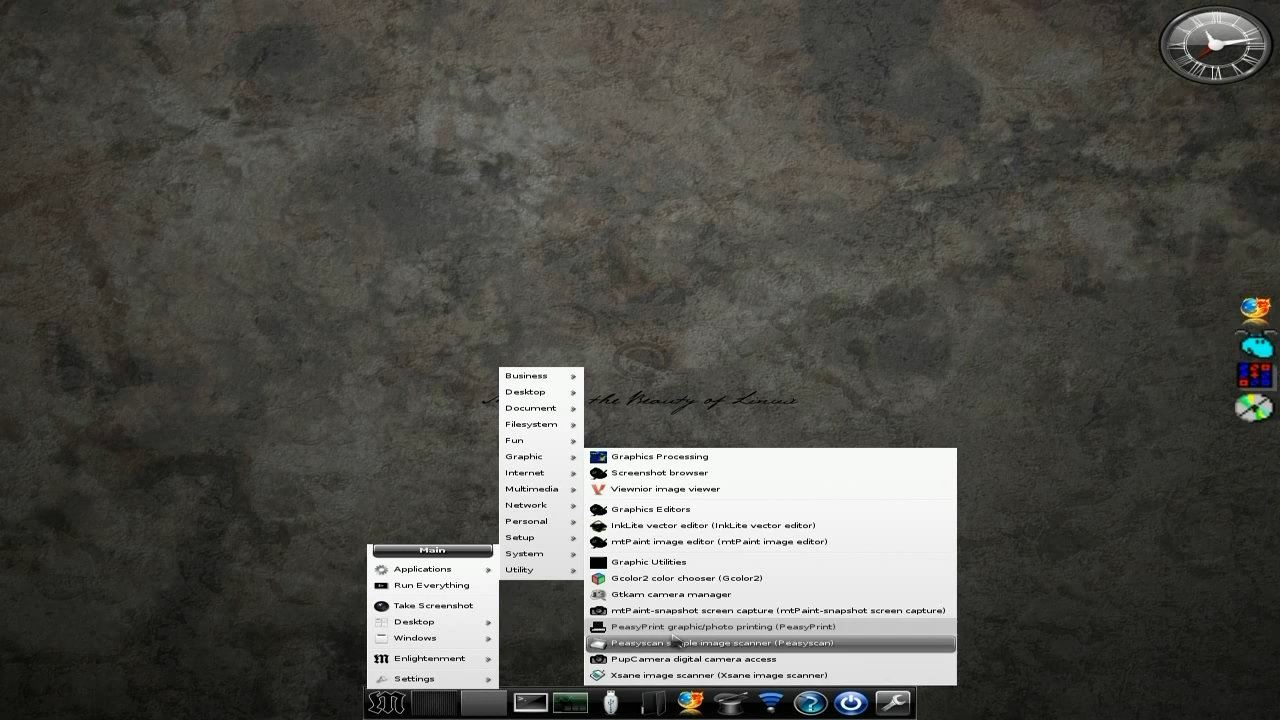 Business
Desktop
Document
Filesystem
Fun
Graphic
Internet
Multimedia
Network
Personal
Setup
System
Utility
the Beauty of Linux
Graphics Processing
Screenshot browser
Viewnior image viewer
Graphics Editors
InkLite vector editor (InkLite vector editor)
mtPaint image editor (mtPaint image editor)
Graphic Utilities
Gcolor2 color chooser (Gcolor2)
Gtkam camera manager
mtPaint-snapshot screen capture (mtPaint-snapshot screen capture)
PeasyPrint graphic/photo printing (PeasyPrint)
Peasyscan simple image scanner (Peasyscan)
PupCamera digital camera access
Xsane image scanner (Xsane image scanner)
Main
Applications
Run Everything
Take Screenshot
Desktop
Windows
Enlightenment
Settings